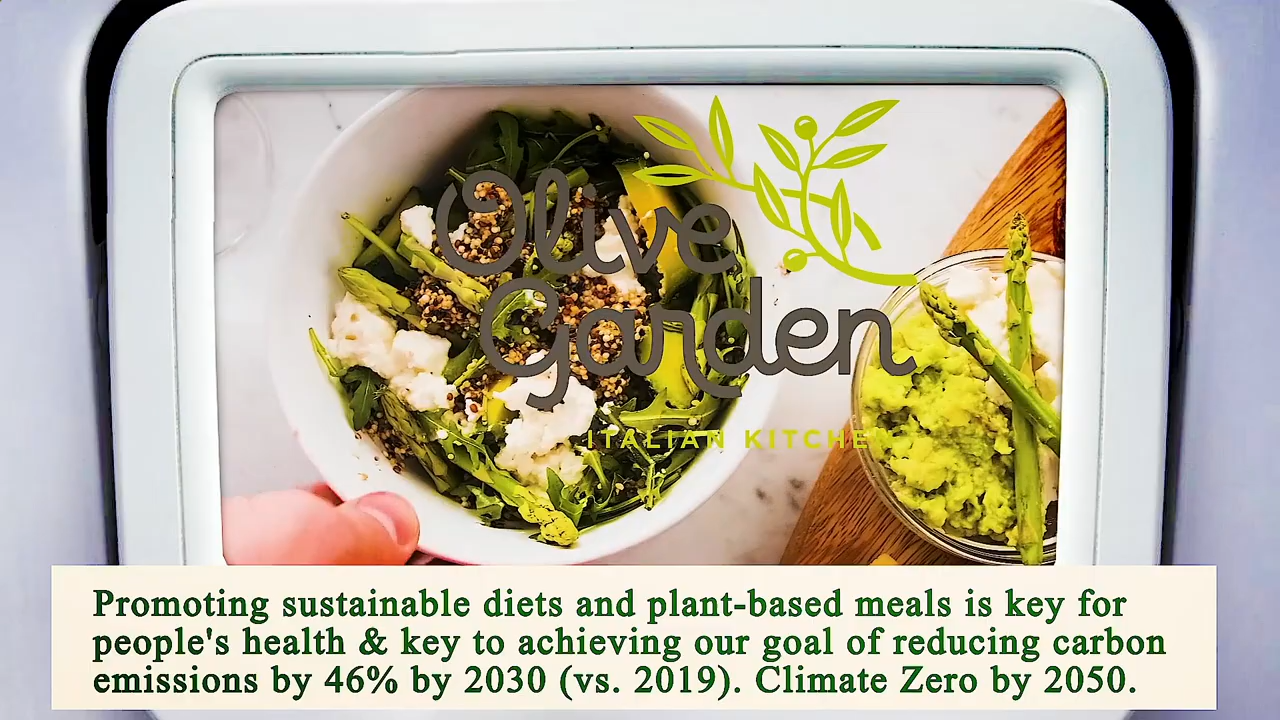 Olive
Garden
ITALIAN KITCHEN
Promoting sustainable diets and plant-based meals is key for
people's health & key to achieving our goal of reducing carbon
emissions by 46% by 2030 (vs. 2019). Climate Zero by 2050.